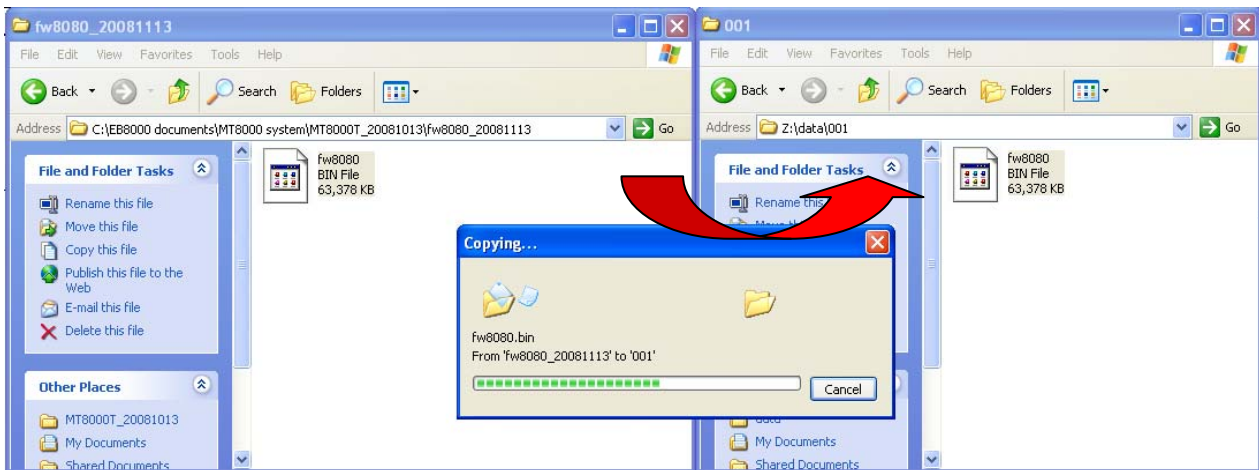 fw8080_20081113
File Edit View Favorites Tools Help
Back Search Folders
Address C:\EB8000 documents\MT8000 system\MT8000T_20081013\fw8080_20081113 Go
File and Folder Tasks
Rename this file
Move this file
Copy this file
Publish this file to the
Web
E-mail this file
Delete this file
Other Places
MT8000T_20081013
My Documents
Shared Documents
fw8080
BIN File
63,378 KB
001
File Edit View Favorites Tools Help
Back Search Folders
Address Z:\data\001 Go
File and Folder Tasks
Rename this
data
My Documents
Shared Documents
fw8080
BIN File
63,378 KB
Copying...
fw8080.bin
From 'fw8080_20081113' to '001'
Cancel